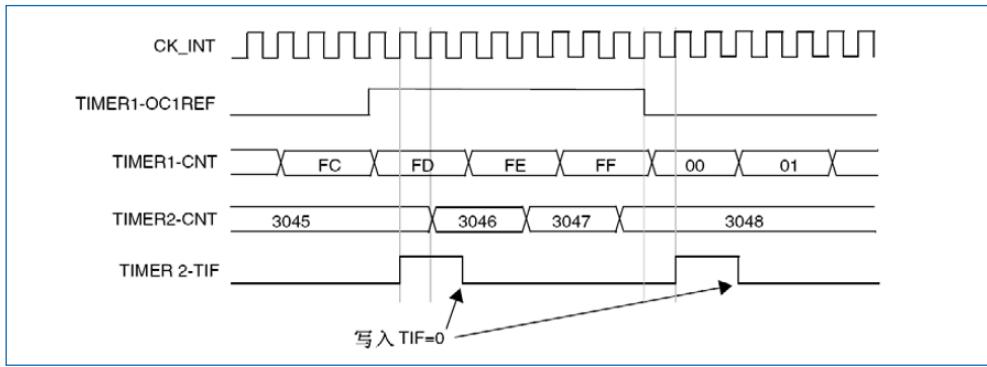 CK_INT
TIMER1-OC1REF
TIMER1-CNT FC FD FE FF 00 01
TIMER2-CNT 3045 3046 3047 3048
TIMER 2-TIF
写入 TIF=0